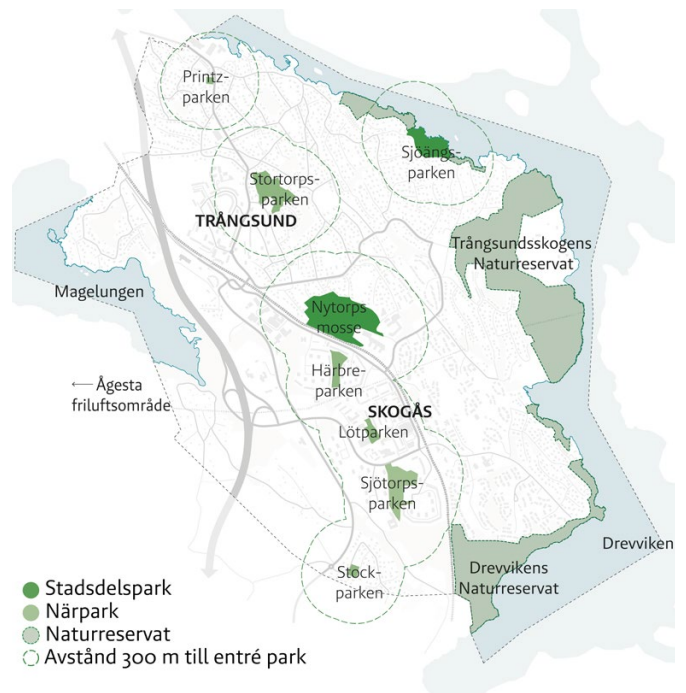 Printz-
parken
Sjöängs-
parken
Stortorps-
parken
TRÅNGSUND
Trångsundsskogens
Naturreservat
Magelungen
Nytorps
mosse
Härbre-
parken
← Ågesta
friluftsområde
SKOGÅS
Lötparken
Sjötorps-
parken
Drevviken
Stock-
parken
Drevvikens
Naturreservat
Stadsdelspark
Närpark
Naturreservat
Avstånd 300 m till entré park